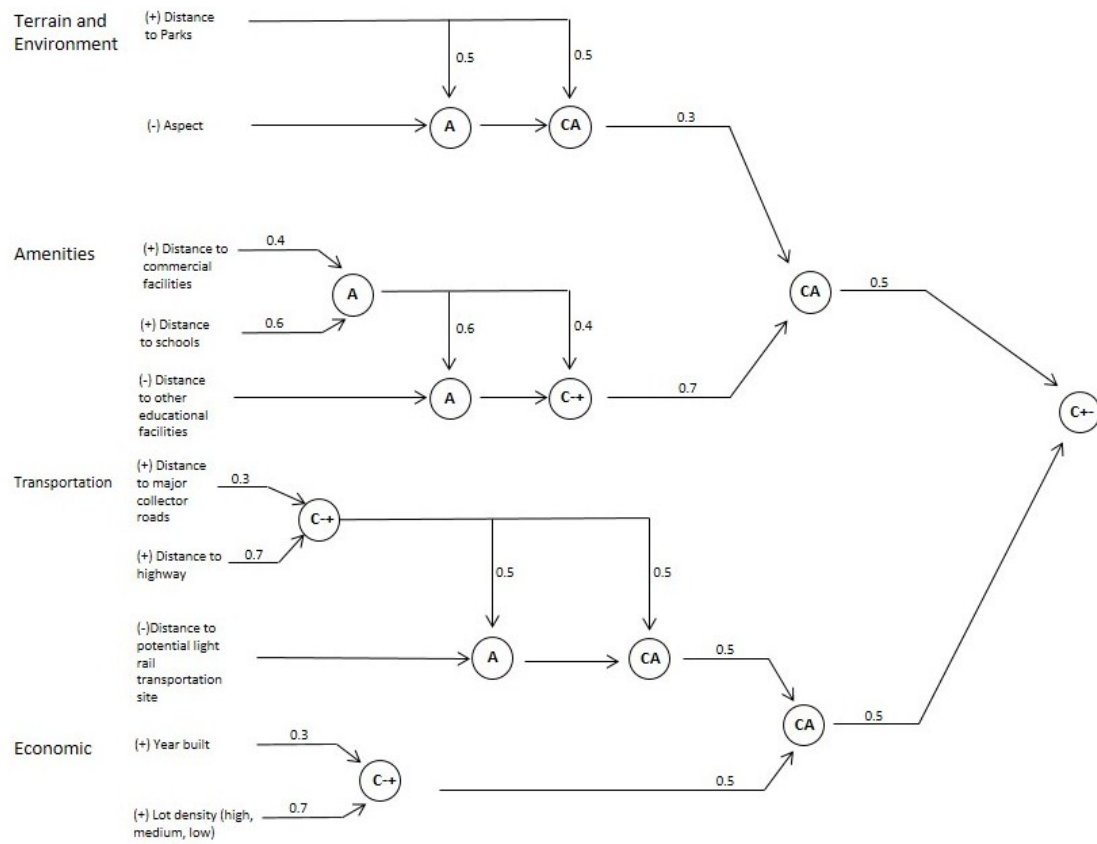 Terrain and
Environment
(+) Distance
to Parks
0.5
0.5
(-) Aspect
A
CA
0.3
Amenities
(+) Distance to
commercial
facilities
0.4
A
CA
0.5
(+) Distance
to schools
0.6
0.6
0.4
(-) Distance
to other
educational
facilities
A
C-+
0.7
C+-
Transportation
(+) Distance
to major
collector
roads
0.3
C-+
(+) Distance to
highway
0.7
0.5
0.5
(-)Distance to
potential light
rail
transportation
site
A
CA
0.5
CA
0.5
Economic
(+) Year built
0.3
C-+
0.5
(+) Lot density (high,
medium, low)
0.7